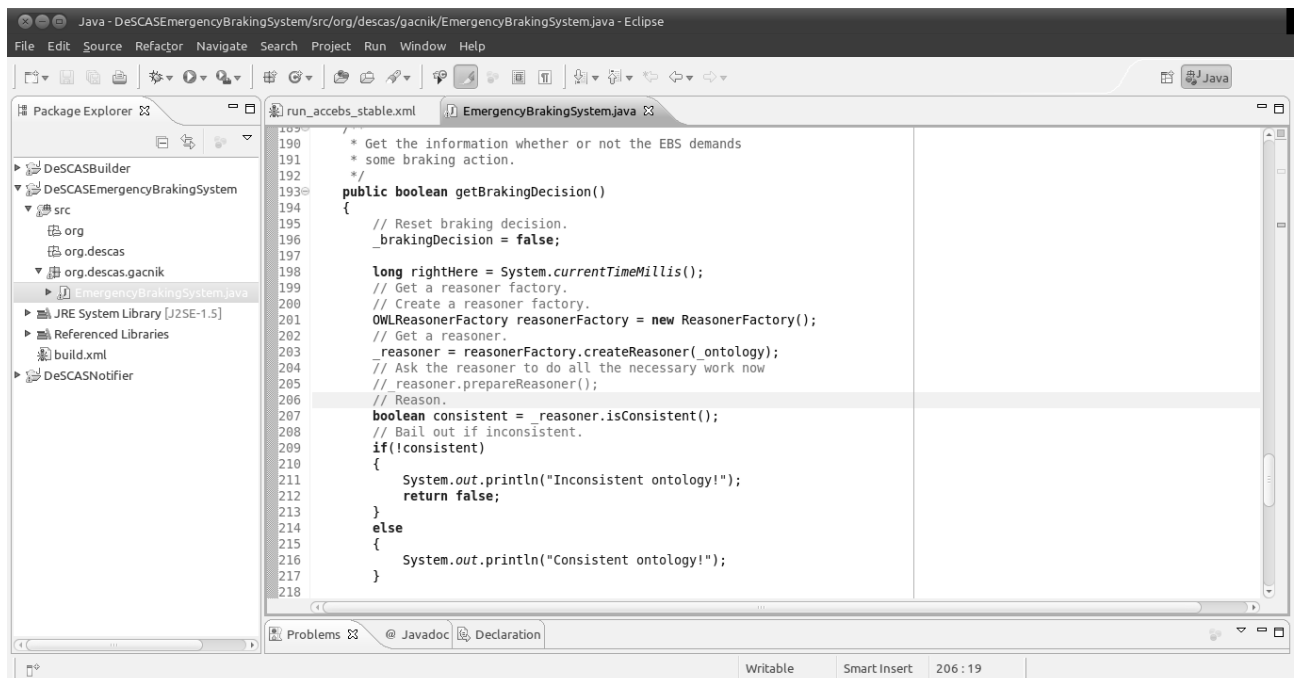 Java - DeSCASEmergencyBrakingSystem/src/org/descas/gacnik/EmergencyBrakingSystem.java - Eclipse
File Edit Source Refactor Navigate Search Project Run Window Help
Java
Package Explorer
run_accebs_stable.xml
EmergencyBrakingSystem.java
DeSCASBuilder
DeSCASEmergencyBrakingSystem
src
org
org.descas
org.descas.gacnik
EmergencyBrakingSystem.java
JRE System Library [J2SE-1.5]
Referenced Libraries
build.xml
DeSCASNotifier
189 /**
190 * Get the information whether or not the EBS demands
191 * some braking action.
192 */
193 public boolean getBrakingDecision()
194 {
195 // Reset braking decision.
196 _brakingDecision = false;
197
198 long rightHere = System.currentTimeMillis();
199 // Get a reasoner factory.
200 // Create a reasoner factory.
201 OWLReasonerFactory reasonerFactory = new ReasonerFactory();
202 // Get a reasoner.
203 _reasoner = reasonerFactory.createReasoner(_ontology);
204 // Ask the reasoner to do all the necessary work now
205 //_reasoner.prepareReasoner();
206 // Reason.
207 boolean consistent = _reasoner.isConsistent();
208 // Bail out if inconsistent.
209 if(!consistent)
210 {
211 System.out.println("Inconsistent ontology!");
212 return false;
213 }
214 else
215 {
216 System.out.println("Consistent ontology!");
217 }
218
Problems @ Javadoc Declaration
Writable Smart Insert 206 : 19